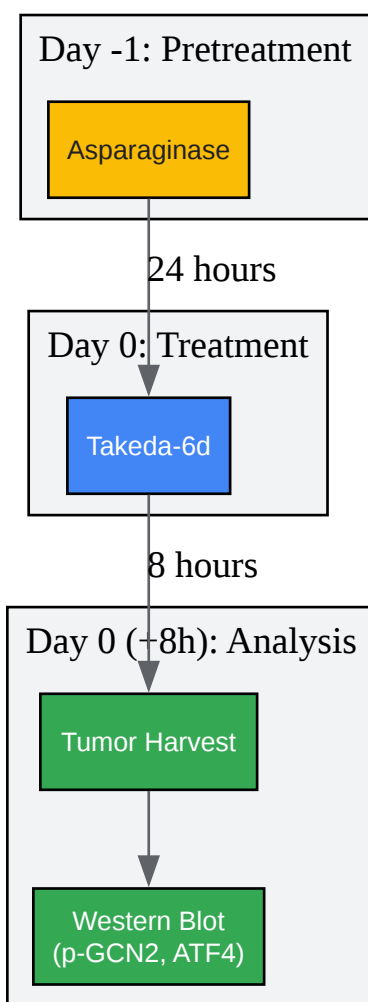 Day -1: Pretreatment
Asparaginase
24 hours
Day 0: Treatment
Takeda-6d
8 hours
Day 0 (+8h): Analysis
Tumor Harvest
Western Blot
(p-GCN2, ATF4)